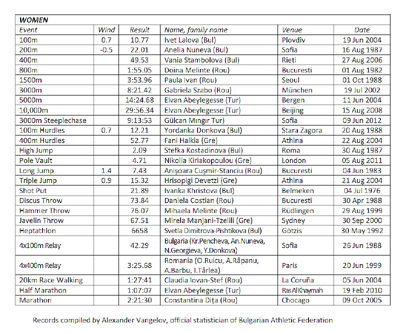 WOMEN
Event Wind Result Name, family name Venue Date
100m 0.7 10.77 Ivet Lalova (Bul) Plovdiv 19 Jun 2004
200m -0.5 22.01 Anelia Nuneva (Bul) Sofia 16 Aug 1987
400m 49.53 Vania Stambolova (Bul) Rieti 27 Aug 2006
800m 1:55.05 Doina Melinte (Rou) Bucuresti 01 Aug 1982
1500m 3:53.96 Paula Ivan (Rou) Seoul 01 Oct 1988
3000m 8:21.42 Gabriela Szabo (Rou) München 19 Jul 2002
5000m 14:24.68 Elvan Abeylegesse (Tur) Bergen 11 Jun 2004
10,000m 29:56.34 Elvan Abeylegesse (Tur) Beijing 15 Aug 2008
3000m Steeplechase 9:13:53 Gülcan Mıngır Tur) Sofia 09 Jun 2012
100m Hurdles 0.7 12.21 Yordanka Donkova (Bul) Stara Zagora 20 Aug 1988
400m Hurdles 52.77 Fani Halkia (Gre) Athina 22 Aug 2004
High Jump 2.09 Stefka Kostadinova (Bul) Roma 30 Aug 1987
Pole Vault 4.71 Nikolia Kiriakopoulou (Gre) London 05 Aug 2011
Long Jump 1.4 7.43 Anişoara Cuşmir-Stanciu (Rou) Bucuresti 04 Jun 1983
Triple Jump 0.9 15.32 Hrisopigi Devetzi (Gre) Athina 21 Aug 2004
Shot Put 21.89 Ivanka Khristova (Bul) Belmeken 04 Jul 1976
Discus Throw 73.84 Daniela Costian (Rou) Bucuresti 30 Apr 1988
Hammer Throw 76.07 Mihaela Melinte (Rou) Rüdlingen 29 Aug 1999
Javelin Throw 67.51 Mirela Manjani-Tzelili (Gre) Sydney 30 Sep 2000
Heptathlon 6658 Svetla Dimitrova-Pishtikova (Bul) Götzis 30 May 1992
4x100m Relay 42.29 Bulgaria (Kr.Pencheva, An.Nuneva,
N.Georgieva, Y.Donkova) Sofia 26 Jun 1988
4x400m Relay 3:25.68 Romania (O.Ruicu, A.Râpanu,
A.Barbu, I.Târlea) Paris 20 Jun 1999
20km Race Walking 1:27:41 Claudia Iovan-Stef (Rou) La Coruña 05 Jun 2004
Half Marathon 1:07:07 Elvan Abeylegesse (Tur) RasAlKhaymah 19 Feb 2010
Marathon 2:21:30 Constantina Diţa (Rou) Chocago 09 Oct 2005
Records compiled by Alexander Vangelov, official statistician of Bulgarian Athletic Federation